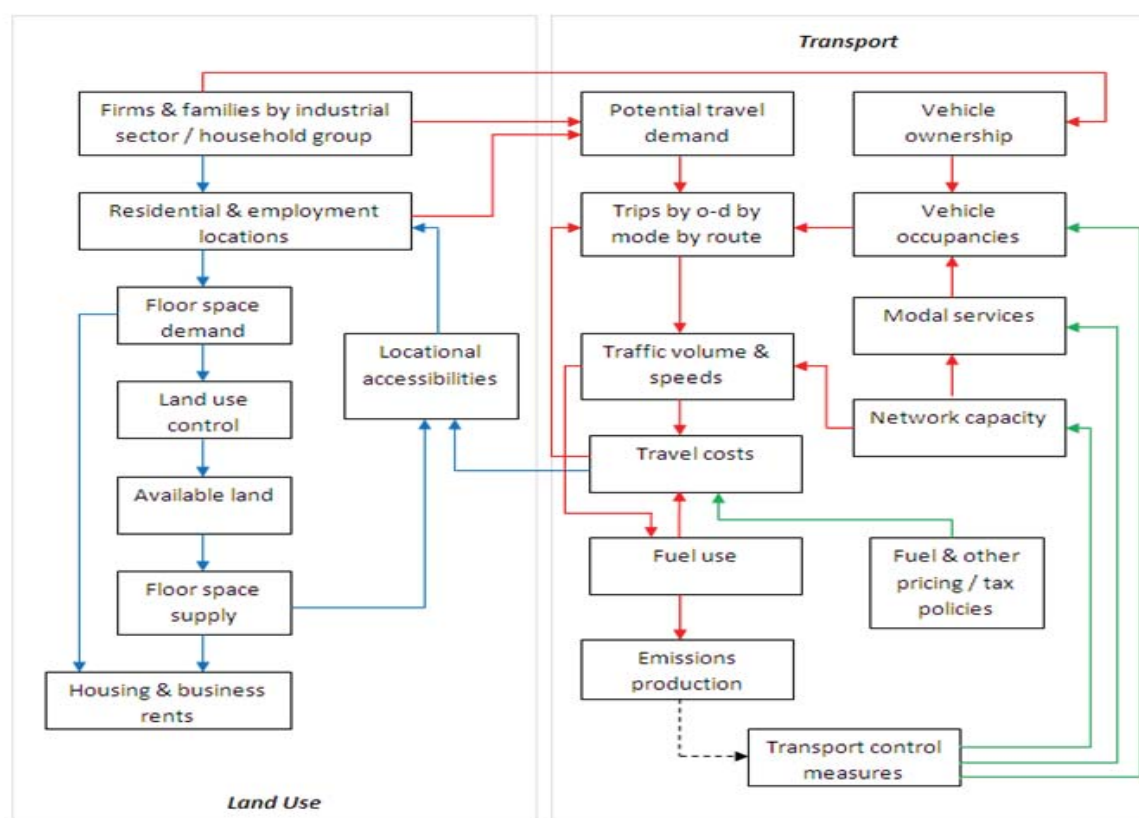 Transport
Firms & families by industrial
sector / household group
Potential travel
demand
Vehicle
ownership
Residential & employment
locations
Trips by o-d by
mode by route
Vehicle
occupancies
Floor space
demand
Locational
accessibilities
Traffic volume &
speeds
Modal services
Land use
control
Network capacity
Travel costs
Available land
Fuel use
Fuel & other
pricing / tax
policies
Floor space
supply
Emissions
production
Housing & business
rents
Transport control
measures
Land Use